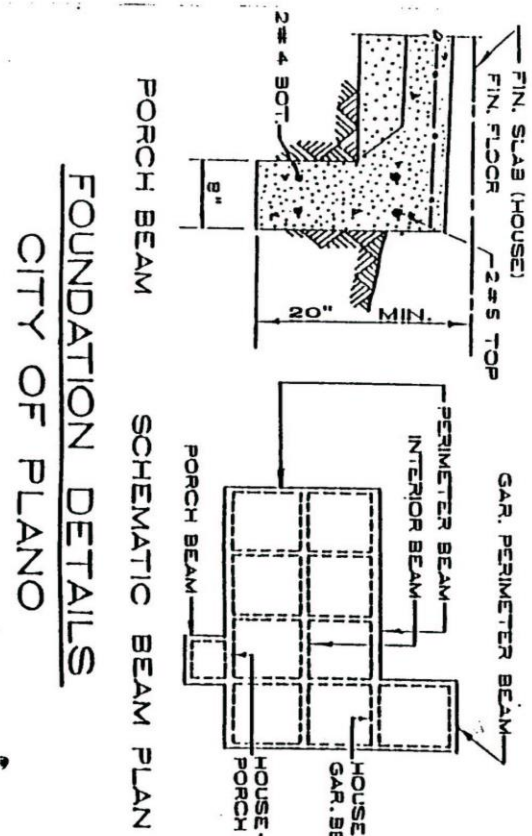 FIN. SLAB (HOUSE)
FIN. FLOOR
2 # 5 TOP
2 # 4 BOT.
8"
20" MIN.
PORCH BEAM
GAR. PERIMETER BEAM
PERIMETER BEAM
INTERIOR BEAM
PORCH BEAM
HOUSE
GAR. BE
HOUSE-
PORCH
SCHEMATIC BEAM PLAN
FOUNDATION DETAILS
CITY OF PLANO